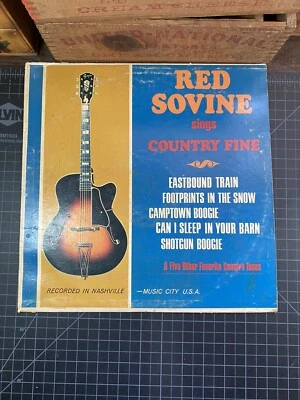 RED
SOVINE
sings
COUNTRY FINE
EASTBOUND TRAIN
FOOTPRINTS IN THE SNOW
CAMPTOWN BOOGIE
CAN I SLEEP IN YOUR BARN
SHOTGUN BOOGIE
& Five Other Favorite Country Tunes
RECORDED IN NASHVILLE —MUSIC CITY U.S.A.